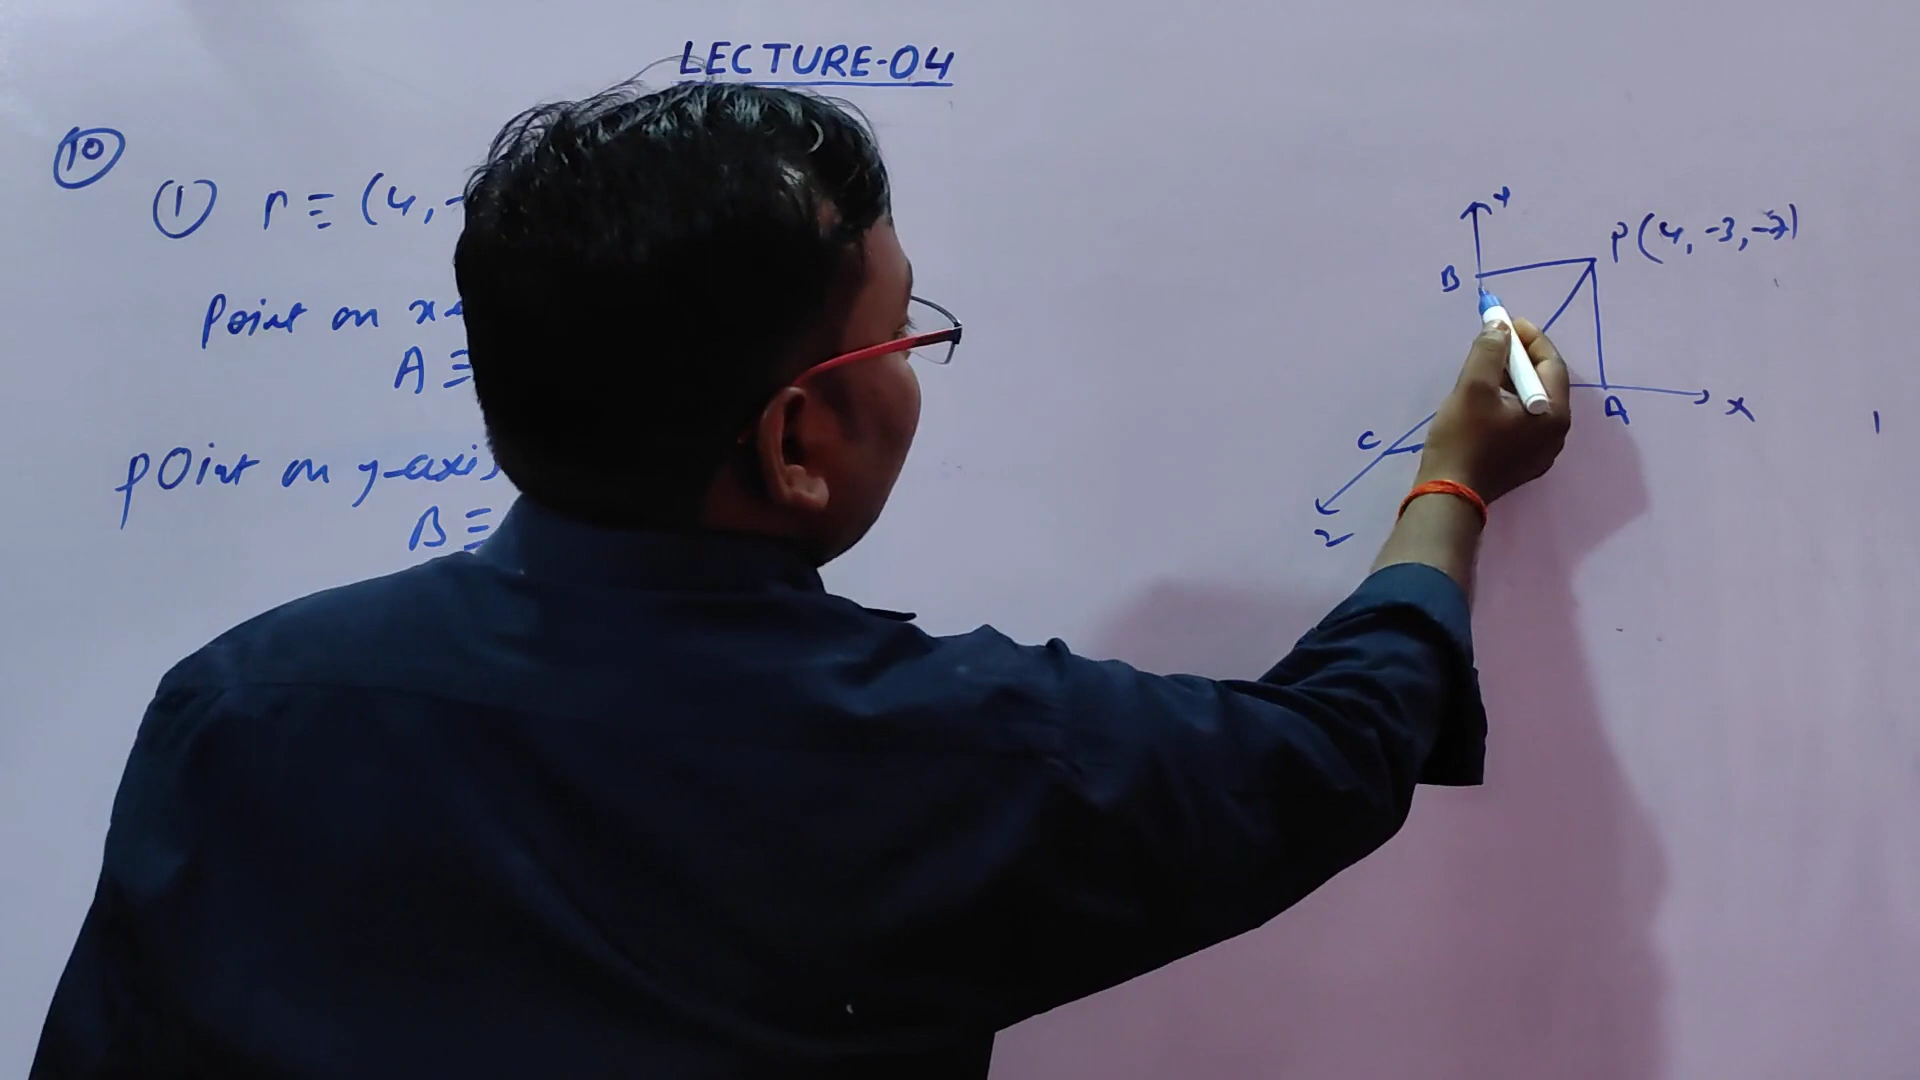 LECTURE-04
10
① P ≡ (4, -
Point on x-
A ≡
Point on y-axis
B ≡
Y
P(4, -3, -7)
B
A
X
C
Z